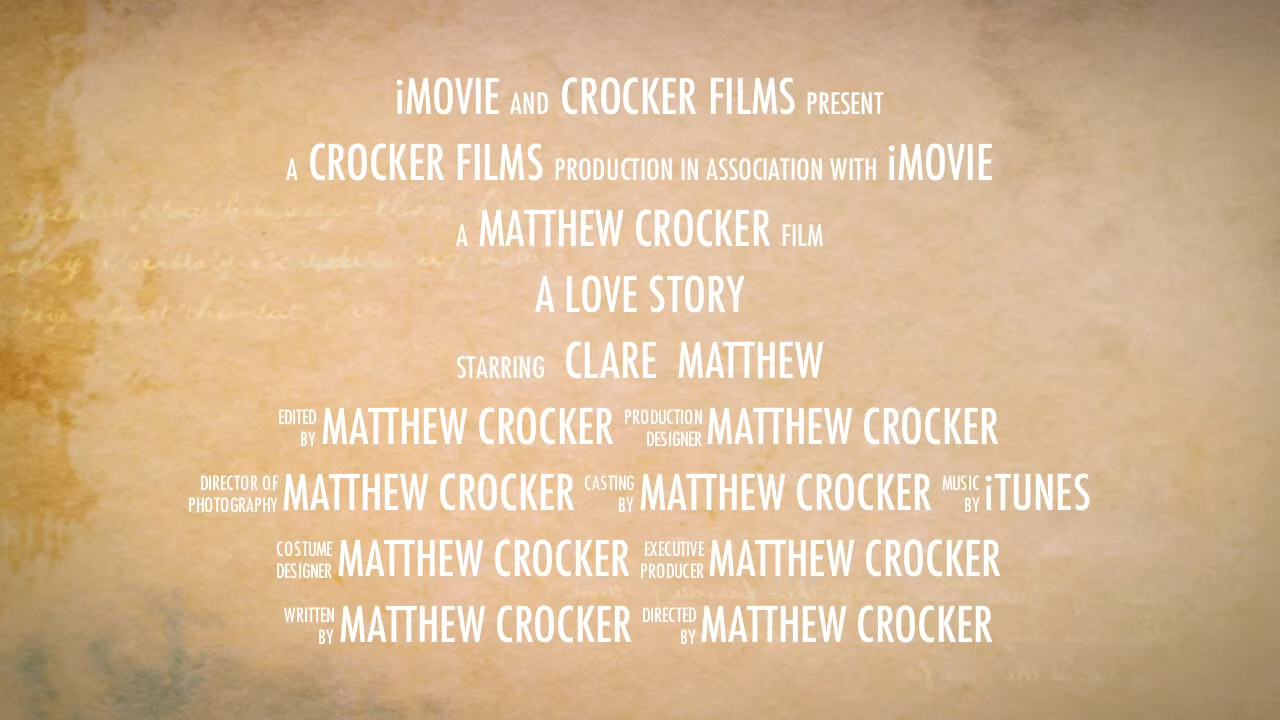 iMOVIE AND CROCKER FILMS PRESENT
A CROCKER FILMS PRODUCTION IN ASSOCIATION WITH iMOVIE
A MATTHEW CROCKER FILM
A LOVE STORY
STARRING CLARE MATTHEW
EDITED BY MATTHEW CROCKER PRODUCTION DESIGNER MATTHEW CROCKER
DIRECTOR OF PHOTOGRAPHY MATTHEW CROCKER CASTING BY MATTHEW CROCKER MUSIC BY iTUNES
COSTUME DESIGNER MATTHEW CROCKER EXECUTIVE PRODUCER MATTHEW CROCKER
WRITTEN BY MATTHEW CROCKER DIRECTED BY MATTHEW CROCKER